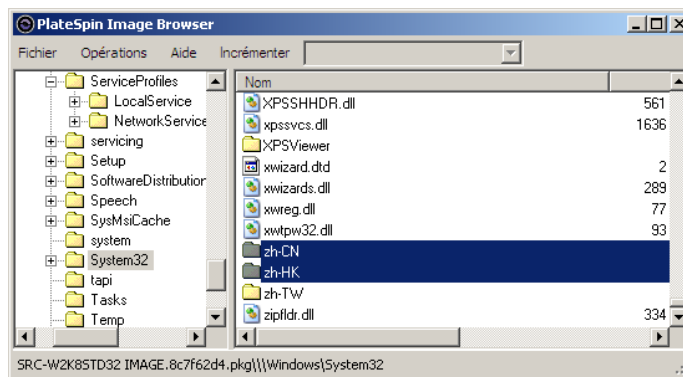 PlateSpin Image Browser
Fichier Opérations Aide Incrémenter
ServiceProfiles
LocalService
NetworkService
servicing
Setup
SoftwareDistribution
Speech
SysMsiCache
system
System32
tapi
Tasks
Temp
Nom
XPSSHHDR.dll 561
xpssvcs.dll 1636
XPSViewer
xwizard.dtd 2
xwizards.dll 289
xwreg.dll 77
xwtpw32.dll 93
zh-CN
zh-HK
zh-TW
zipfldr.dll 334
SRC-W2K8STD32 IMAGE.8c7f62d4.pkg\\\Windows\System32